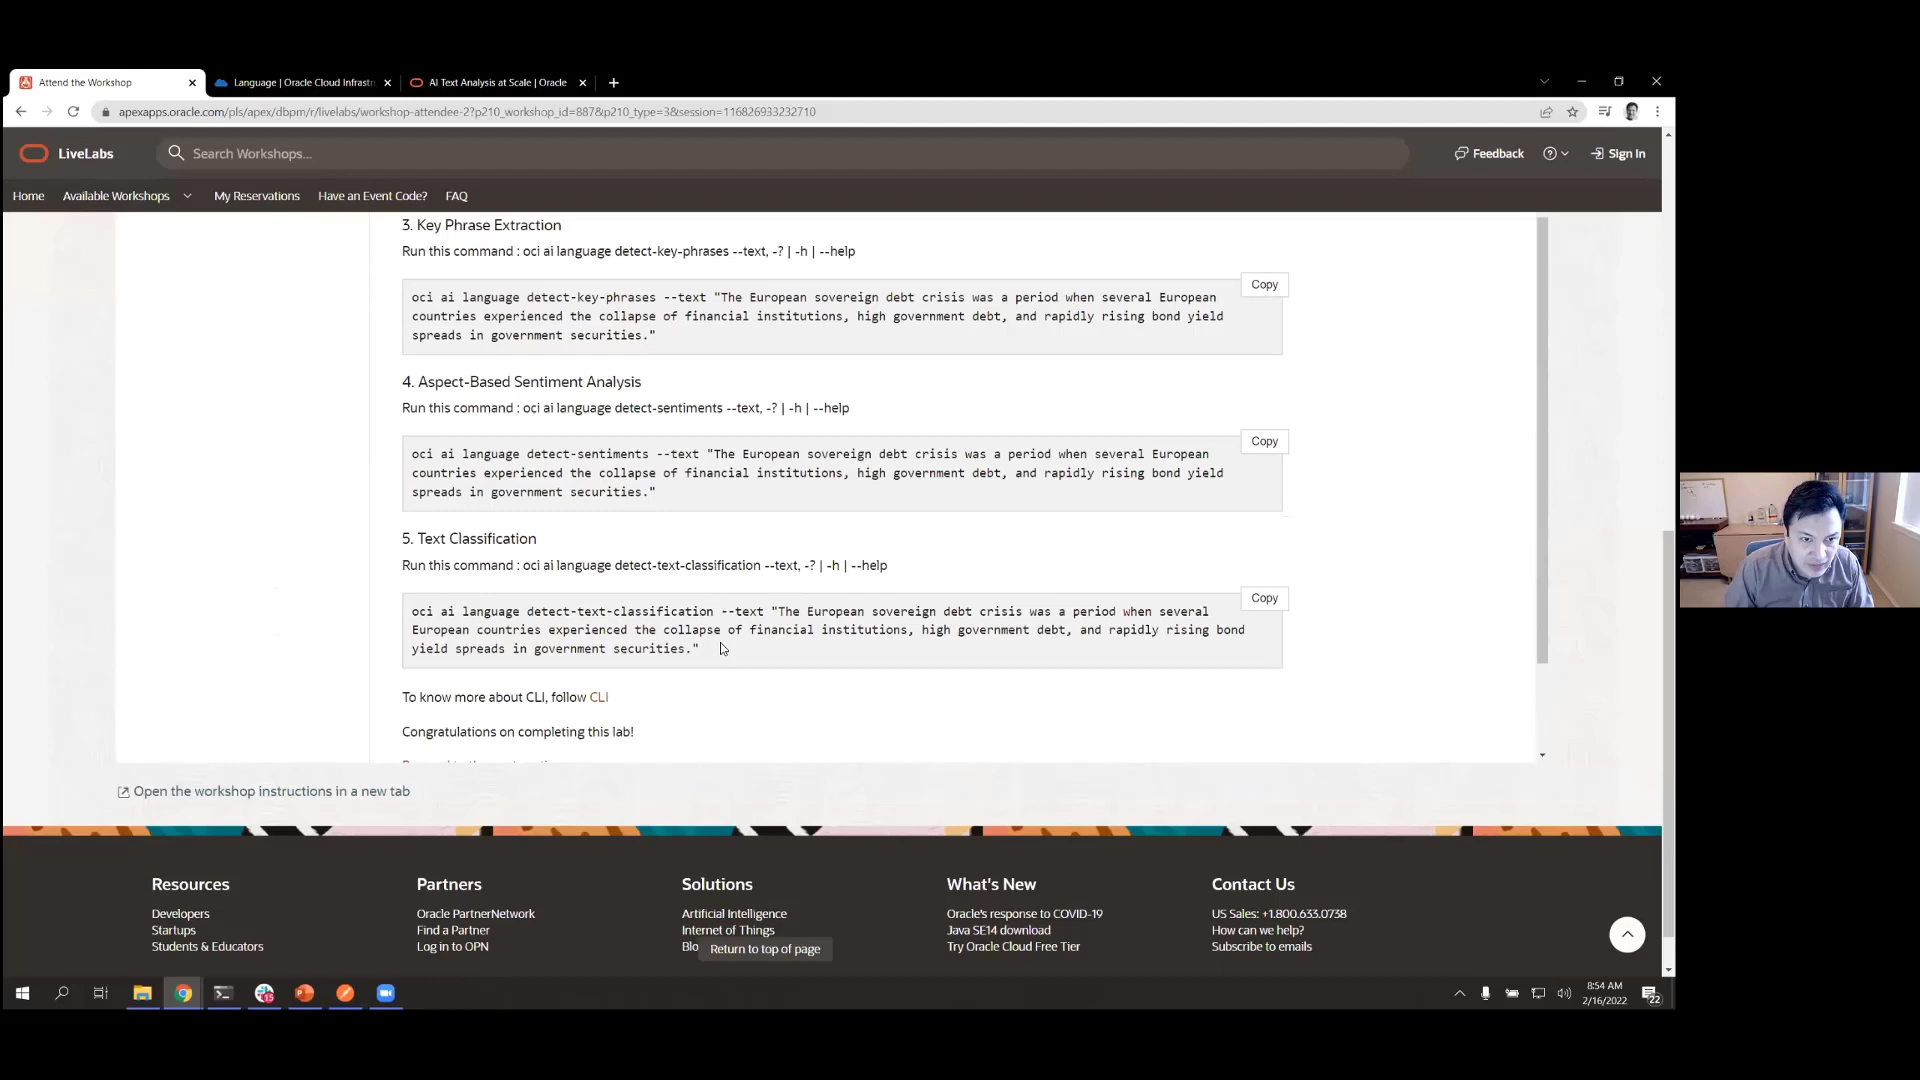 Attend the Workshop
Language | Oracle Cloud Infrastr
AI Text Analysis at Scale | Oracle
apexapps.oracle.com/pls/apex/dbpm/r/livelabs/workshop-attendee-2?p210_workshop_id=887&p210_type=3&session=116826933232710
LiveLabs
Search Workshops...
Feedback
Sign In
Home
Available Workshops
My Reservations
Have an Event Code?
FAQ
3. Key Phrase Extraction
Run this command : oci ai language detect-key-phrases --text, -? | -h | --help
Copy
oci ai language detect-key-phrases --text "The European sovereign debt crisis was a period when several European
countries experienced the collapse of financial institutions, high government debt, and rapidly rising bond yield
spreads in government securities."
4. Aspect-Based Sentiment Analysis
Run this command : oci ai language detect-sentiments --text, -? | -h | --help
Copy
oci ai language detect-sentiments --text "The European sovereign debt crisis was a period when several European
countries experienced the collapse of financial institutions, high government debt, and rapidly rising bond yield
spreads in government securities."
5. Text Classification
Run this command : oci ai language detect-text-classification --text, -? | -h | --help
Copy
oci ai language detect-text-classification --text "The European sovereign debt crisis was a period when several
European countries experienced the collapse of financial institutions, high government debt, and rapidly rising bond
yield spreads in government securities."
To know more about CLI, follow CLI
Congratulations on completing this lab!
Open the workshop instructions in a new tab
Resources
Developers
Startups
Students & Educators
Partners
Oracle PartnerNetwork
Find a Partner
Log in to OPN
Solutions
Artificial Intelligence
Internet of Things
Blo
Return to top of page
What's New
Oracle's response to COVID-19
Java SE14 download
Try Oracle Cloud Free Tier
Contact Us
US Sales: +1.800.633.0738
How can we help?
Subscribe to emails
15
8:54 AM
2/16/2022
22